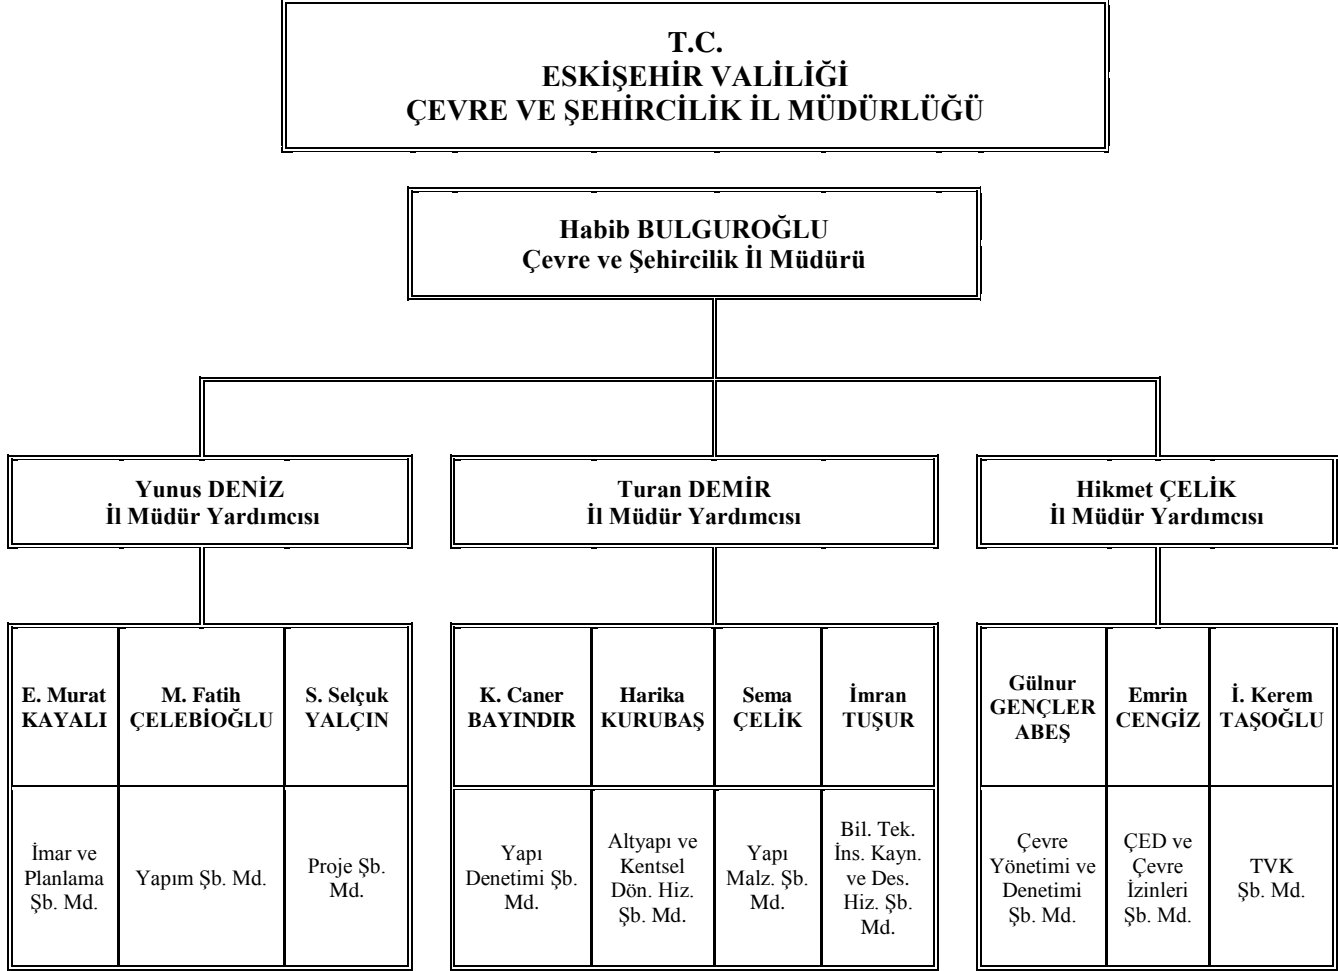 T.C.
ESKİŞEHİR VALİLİĞİ
ÇEVRE VE ŞEHİRCİLİK İL MÜDÜRLÜĞÜ
Habib BULGUROĞLU
Çevre ve Şehircilik İl Müdürü
Yunus DENİZ
İl Müdür Yardımcısı
Turan DEMİR
İl Müdür Yardımcısı
Hikmet ÇELİK
İl Müdür Yardımcısı
E. Murat
KAYALI
M. Fatih
ÇELEBİOĞLU
S. Selçuk
YALÇIN
K. Caner
BAYINDIR
Harika
KURUBAŞ
Sema
ÇELİK
İmran
TUŞUR
Gülnur
GENÇLER
ABEŞ
Emrin
CENGİZ
İ. Kerem
TAŞOĞLU
İmar ve
Planlama
Şb. Md.
Yapım Şb. Md.
Proje Şb.
Md.
Yapı
Denetimi Şb.
Md.
Altyapı ve
Kentsel
Dön. Hiz.
Şb. Md.
Yapı
Malz. Şb.
Md.
Bil. Tek.
İns. Kayn.
ve Des.
Hiz. Şb.
Md.
Çevre
Yönetimi ve
Denetimi
Şb. Md.
ÇED ve
Çevre
İzinleri
Şb. Md.
TVK
Şb. Md.